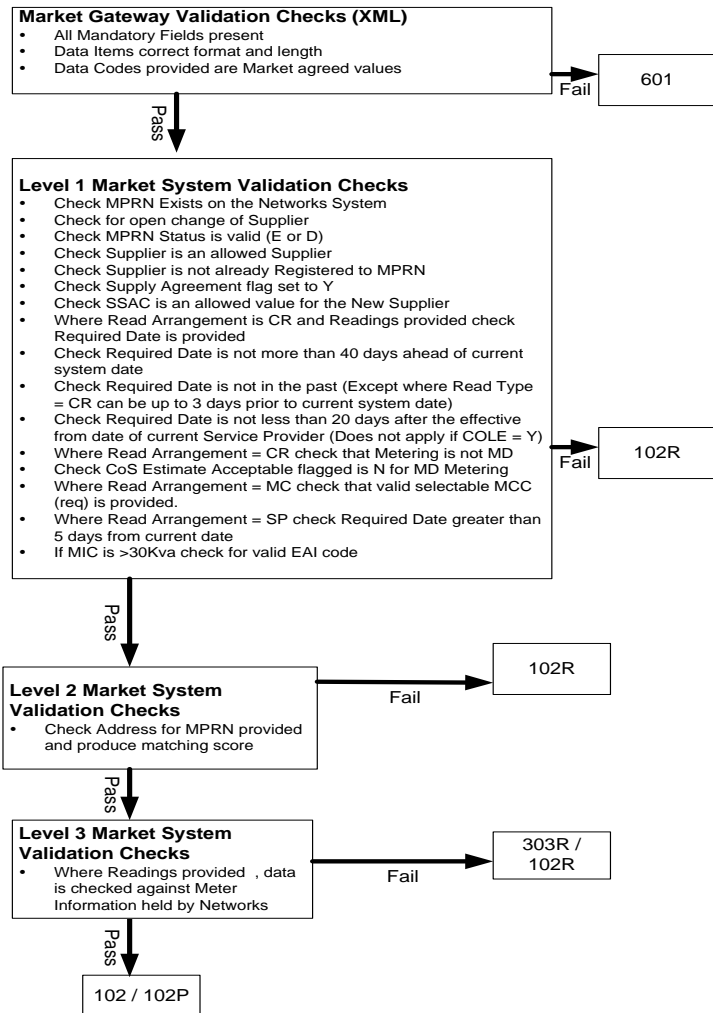 Market Gateway Validation Checks (XML)
• All Mandatory Fields present
• Data Items correct format and length
• Data Codes provided are Market agreed values
Fail
601
Pass
Level 1 Market System Validation Checks
• Check MPRN Exists on the Networks System
• Check for open change of Supplier
• Check MPRN Status is valid (E or D)
• Check Supplier is an allowed Supplier
• Check Supplier is not already Registered to MPRN
• Check Supply Agreement flag set to Y
• Check SSAC is an allowed value for the New Supplier
• Where Read Arrangement is CR and Readings provided check
Required Date is provided
• Check Required Date is not more than 40 days ahead of current
system date
• Check Required Date is not in the past (Except where Read Type
= CR can be up to 3 days prior to current system date)
• Check Required Date is not less than 20 days after the effective
from date of current Service Provider (Does not apply if COLE = Y)
• Where Read Arrangement = CR check that Metering is not MD
• Check CoS Estimate Acceptable flagged is N for MD Metering
• Where Read Arrangement = MC check that valid selectable MCC
(req) is provided.
• Where Read Arrangement = SP check Required Date greater than
5 days from current date
• If MIC is >30Kva check for valid EAI code
Fail
102R
Pass
Level 2 Market System
Validation Checks
• Check Address for MPRN provided
and produce matching score
Fail
102R
Pass
Level 3 Market System
Validation Checks
• Where Readings provided , data
is checked against Meter
Information held by Networks
Fail
303R /
102R
Pass
102 / 102P